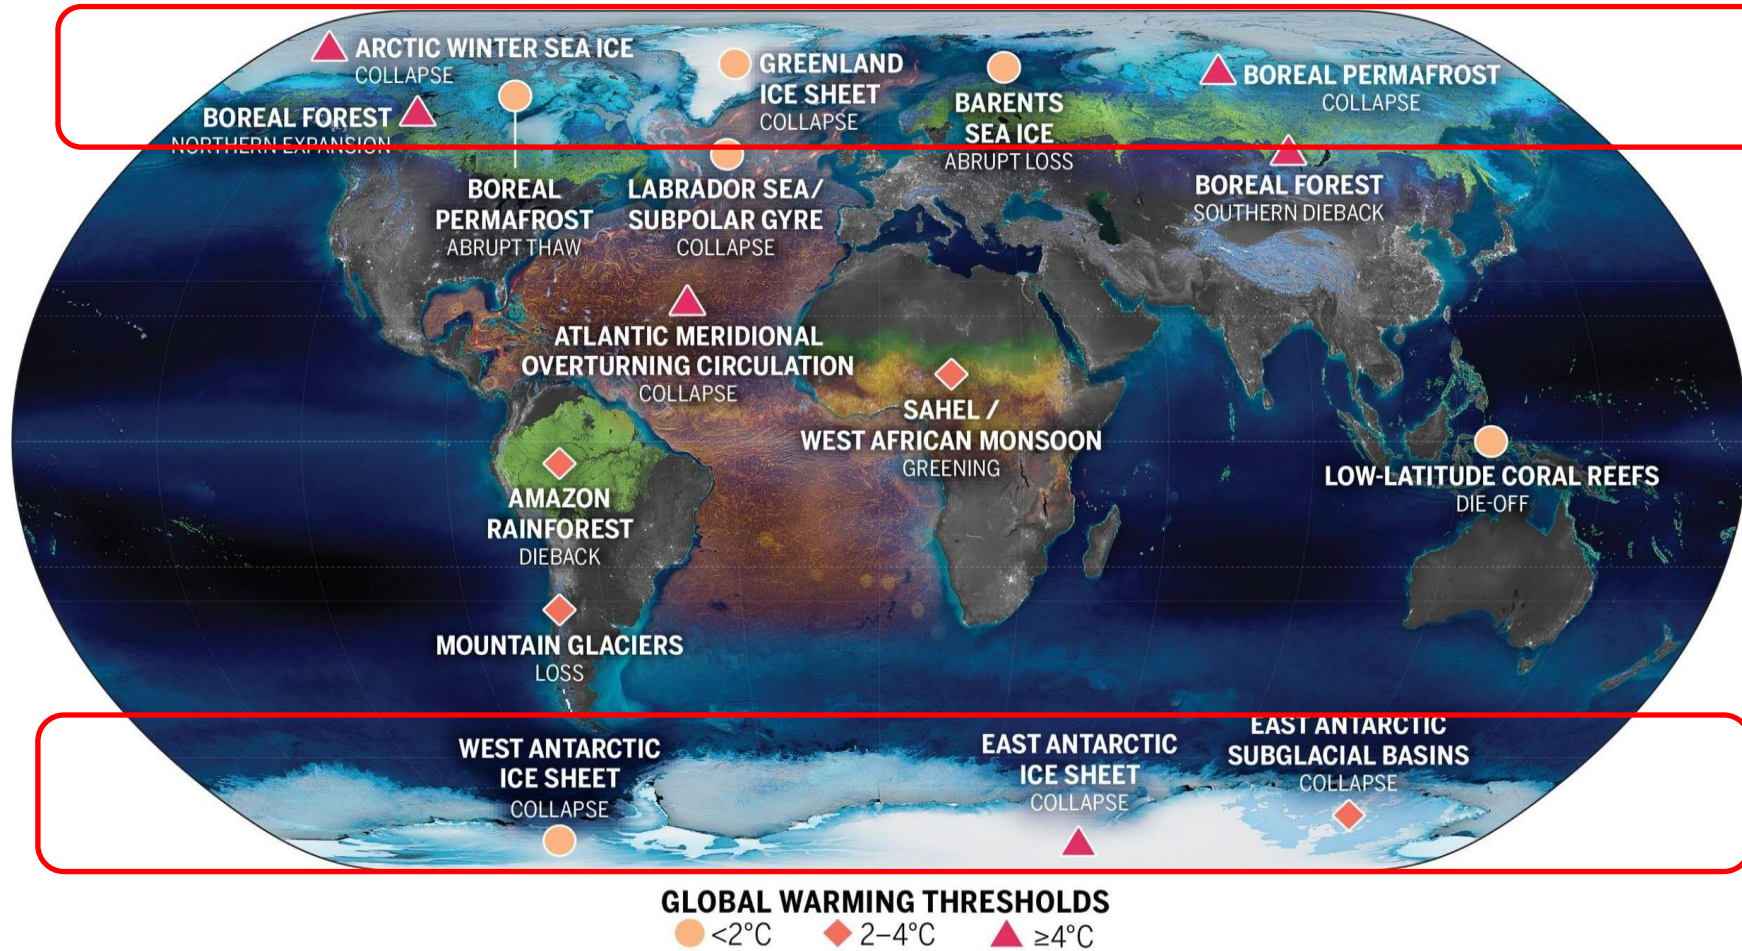 ARCTIC WINTER SEA ICE
COLLAPSE
GREENLAND
ICE SHEET
COLLAPSE
BARENTS
SEA ICE
ABRUPT LOSS
BOREAL PERMAFROST
COLLAPSE
BOREAL FOREST
NORTHERN EXPANSION
BOREAL
PERMAFROST
ABRUPT THAW
LABRADOR SEA/
SUBPOLAR GYRE
COLLAPSE
BOREAL FOREST
SOUTHERN DIEBACK
ATLANTIC MERIDIONAL
OVERTURNING CIRCULATION
COLLAPSE
SAHEL /
WEST AFRICAN MONSOON
GREENING
LOW-LATITUDE CORAL REEFS
DIE-OFF
AMAZON
RAINFOREST
DIEBACK
MOUNTAIN GLACIERS
LOSS
WEST ANTARCTIC
ICE SHEET
COLLAPSE
EAST ANTARCTIC
ICE SHEET
COLLAPSE
EAST ANTARCTIC
SUBGLACIAL BASINS
COLLAPSE
GLOBAL WARMING THRESHOLDS
<2°C 2–4°C ≥4°C